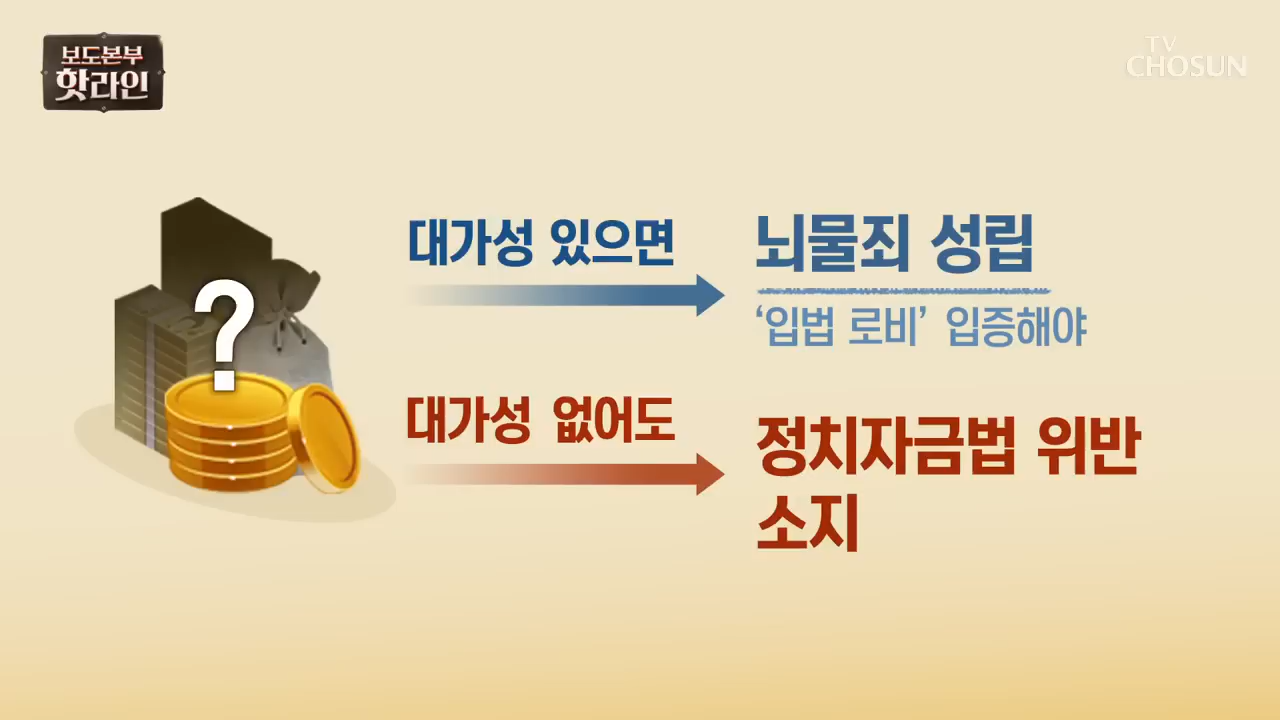 보도본부
핫라인
TV
CHOSUN
?
대가성 있으면
뇌물죄 성립
‘입법 로비’ 입증해야
대가성 없어도
정치자금법 위반
소지